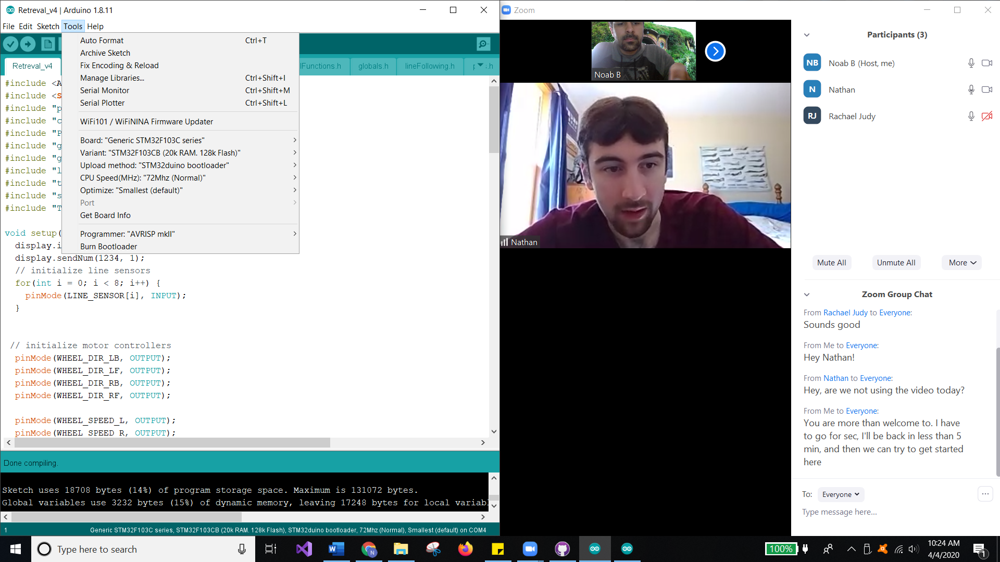 Retreval_v4 | Arduino 1.8.11
File Edit Sketch Tools Help
Auto Format Ctrl+T
Archive Sketch
Fix Encoding & Reload
Manage Libraries... Ctrl+Shift+I
Serial Monitor Ctrl+Shift+M
Serial Plotter Ctrl+Shift+L
WiFi101 / WiFiNINA Firmware Updater
Board: "Generic STM32F103C series"
Variant: "STM32F103CB (20k RAM. 128k Flash)"
Upload method: "STM32duino bootloader"
CPU Speed(MHz): "72Mhz (Normal)"
Optimize: "Smallest (default)"
Port
Get Board Info
Programmer: "AVRISP mkII"
Burn Bootloader
Retreval_v4 lFunctions.h globals.h lineFollowing.h
#include <A
#include <S
#include "p
#include "c
#include "P
#include "g
#include "g
#include "l
#include "t
#include "s
#include "T
void setup(
display.i
display.sendNum(1234, 1);
// initialize line sensors
for(int i = 0; i < 8; i++) {
pinMode(LINE_SENSOR[i], INPUT);
}
// initialize motor controllers
pinMode(WHEEL_DIR_LB, OUTPUT);
pinMode(WHEEL_DIR_LF, OUTPUT);
pinMode(WHEEL_DIR_RB, OUTPUT);
pinMode(WHEEL_DIR_RF, OUTPUT);
pinMode(WHEEL_SPEED_L, OUTPUT);
pinMode(WHEEL_SPEED_R, OUTPUT);
Done compiling.
Sketch uses 18708 bytes (14%) of program storage space. Maximum is 131072 bytes.
Global variables use 3232 bytes (15%) of dynamic memory, leaving 17248 bytes for local variabl
1 Generic STM32F103C series, STM32F103CB (20k RAM. 128k Flash), STM32duino bootloader, 72Mhz (Normal), Smallest (default) on COM4
Zoom
Noab B
Nathan
Participants (3)
NB Noab B (Host, me)
N Nathan
RJ Rachael Judy
Mute All Unmute All More
Zoom Group Chat
From Rachael Judy to Everyone:
Sounds good
From Me to Everyone:
Hey Nathan!
From Nathan to Everyone:
Hey, are we not using the video today?
From Me to Everyone:
You are more than welcome to. I have
to go for sec, I'll be back in less than 5
min, and then we can try to get started
here
To: Everyone
Type message here...
Type here to search
100%
10:24 AM
4/4/2020
1